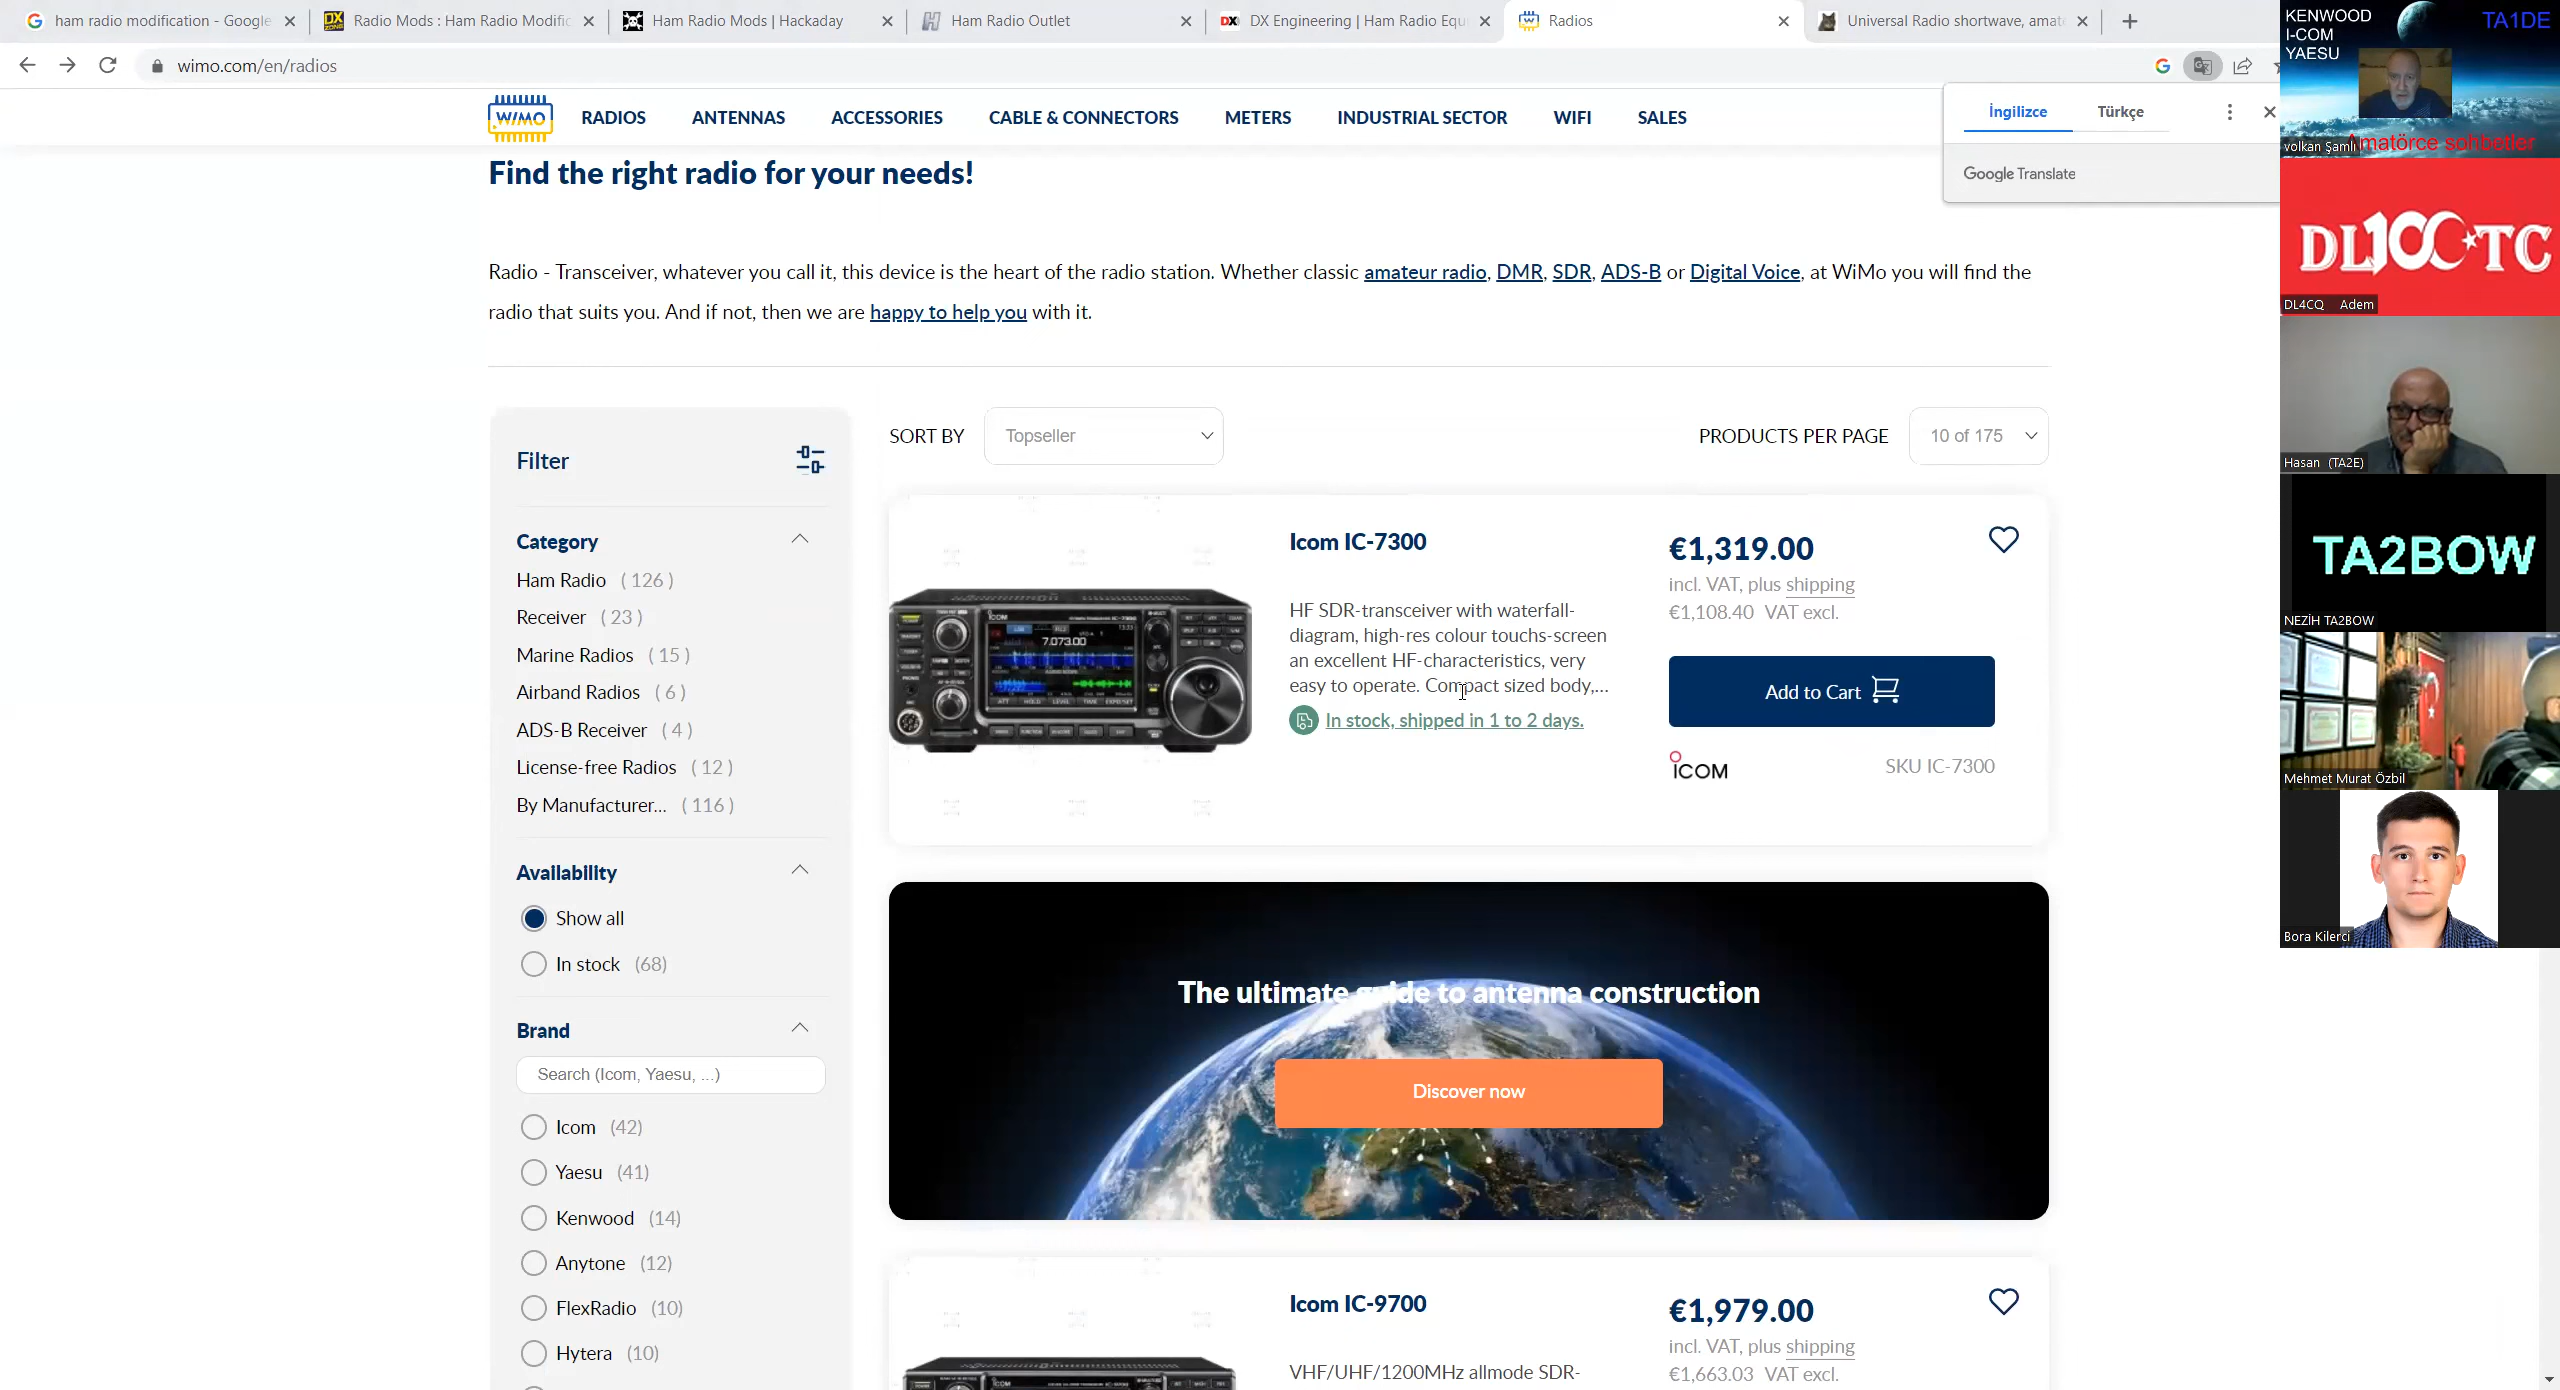 ham radio modification - Google
Radio Mods : Ham Radio Modific
Ham Radio Mods | Hackaday
Ham Radio Outlet
DX Engineering | Ham Radio Equ
Radios
Universal Radio shortwave, amat
wimo.com/en/radios
WiMO
RADIOS
ANTENNAS
ACCESSORIES
CABLE & CONNECTORS
METERS
INDUSTRIAL SECTOR
WIFI
SALES
İngilizce
Türkçe
Google Translate
Find the right radio for your needs!
Radio - Transceiver, whatever you call it, this device is the heart of the radio station. Whether classic amateur radio, DMR, SDR, ADS-B or Digital Voice, at WiMo you will find the
radio that suits you. And if not, then we are happy to help you with it.
Filter
Category
Ham Radio (126)
Receiver (23)
Marine Radios (15)
Airband Radios (6)
ADS-B Receiver (4)
License-free Radios (12)
By Manufacturer... (116)
Availability
Show all
In stock (68)
Brand
Search (Icom, Yaesu, ...)
Icom (42)
Yaesu (41)
Kenwood (14)
Anytone (12)
FlexRadio (10)
Hytera (10)
SORT BY
Topseller
PRODUCTS PER PAGE
10 of 175
ICOM
7.073.00
Icom IC-7300
HF SDR-transceiver with waterfall-
diagram, high-res colour touchs-screen
an excellent HF-characteristics, very
easy to operate. Compact sized body,...
In stock, shipped in 1 to 2 days.
€1,319.00
incl. VAT, plus shipping
€1,108.40 VAT excl.
Add to Cart
ICOM
SKU IC-7300
The ultimate guide to antenna construction
Discover now
Icom IC-9700
VHF/UHF/1200MHz allmode SDR-
€1,979.00
incl. VAT, plus shipping
€1,663.03 VAT excl.
KENWOOD
I-COM
YAESU
TA1DE
Amatörce sohbetler
volkan Şamlı
DL100TC
DL4CQ Adem
Hasan (TA2E)
TA2BOW
NEZİH TA2BOW
Mehmet Murat Özbil
Bora Kilerci